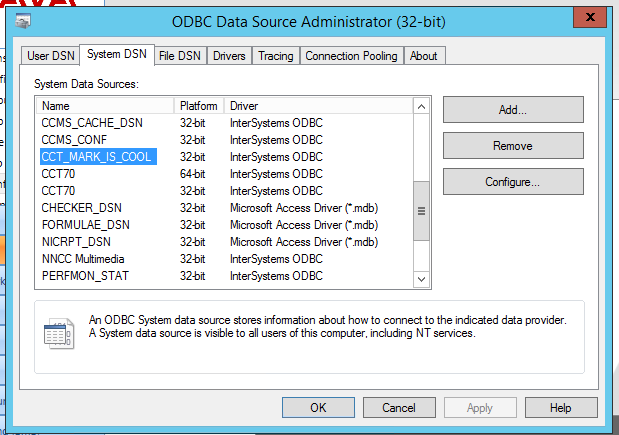 ODBC Data Source Administrator (32-bit)
x
User DSN System DSN File DSN Drivers Tracing Connection Pooling About
System Data Sources:
Name Platform Driver
CCMS_CACHE_DSN 32-bit InterSystems ODBC
CCMS_CONF 32-bit InterSystems ODBC
CCT_MARK_IS_COOL 32-bit InterSystems ODBC
CCT70 64-bit InterSystems ODBC
CCT70 32-bit InterSystems ODBC
CHECKER_DSN 32-bit Microsoft Access Driver (*.mdb)
FORMULAE_DSN 32-bit Microsoft Access Driver (*.mdb)
NICRPT_DSN 32-bit Microsoft Access Driver (*.mdb)
NNCC Multimedia 32-bit InterSystems ODBC
PERFMON_STAT 32-bit InterSystems ODBC
Add...
Remove
Configure...
An ODBC System data source stores information about how to connect to the indicated data provider.
A System data source is visible to all users of this computer, including NT services.
OK Cancel Apply Help